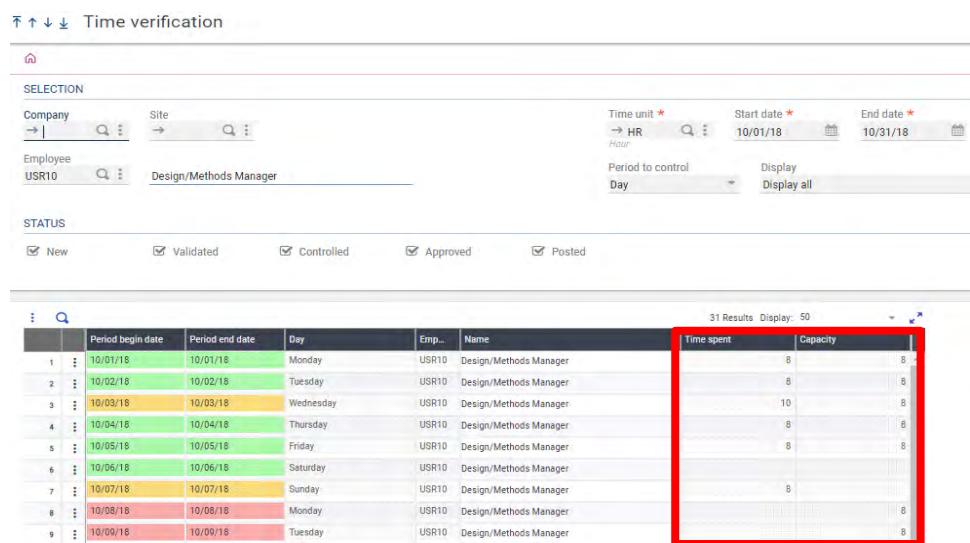 Time verification
SELECTION
Company Site Time unit * Start date * End date *
HR 10/01/18 10/31/18
Hour
Employee Period to control Display
USR10 Design/Methods Manager Day Display all
STATUS
New Validated Controlled Approved Posted
31 Results Display: 50
Period begin date Period end date Day Emp... Name Time spent Capacity
1 10/01/18 10/01/18 Monday USR10 Design/Methods Manager 8 8
2 10/02/18 10/02/18 Tuesday USR10 Design/Methods Manager 8 8
3 10/03/18 10/03/18 Wednesday USR10 Design/Methods Manager 10 8
4 10/04/18 10/04/18 Thursday USR10 Design/Methods Manager 8 8
5 10/05/18 10/05/18 Friday USR10 Design/Methods Manager 8 8
6 10/06/18 10/06/18 Saturday USR10 Design/Methods Manager
7 10/07/18 10/07/18 Sunday USR10 Design/Methods Manager 8
8 10/08/18 10/08/18 Monday USR10 Design/Methods Manager 8
9 10/09/18 10/09/18 Tuesday USR10 Design/Methods Manager 8